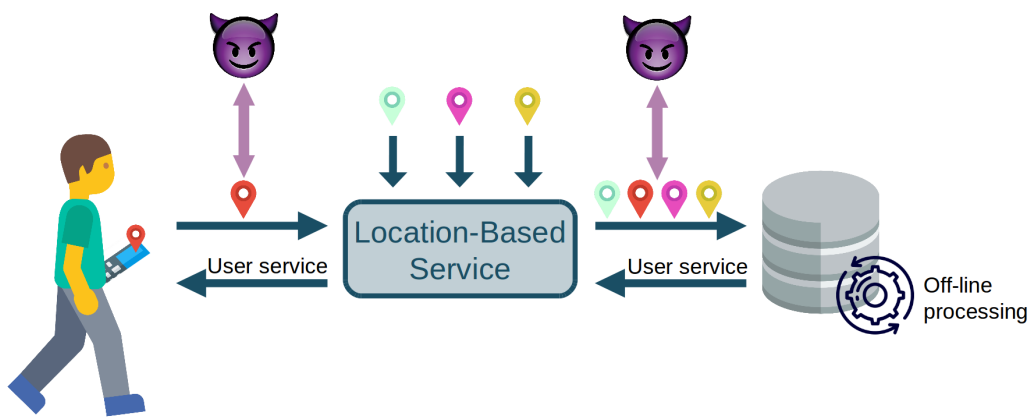 Location-Based
Service
User service
User service
Off-line
processing